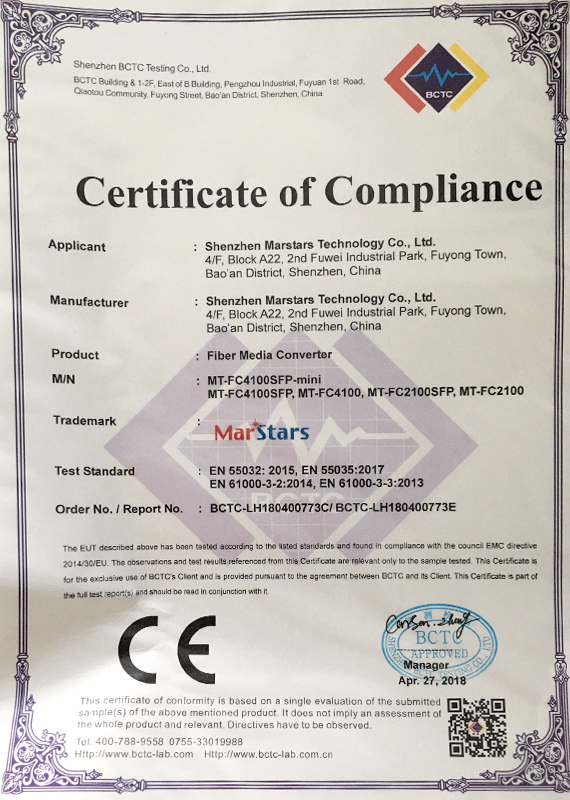 Shenzhen BCTC Testing Co., Ltd.
BCTC Building & 1-2F, East of B Building, Pengzhou Industrial, Fuyuan 1st Road,
Qiaotou Community, Fuyong Street, Bao'an District, Shenzhen, China
BCTC
Certificate of Compliance
Applicant : Shenzhen Marstars Technology Co., Ltd.
4/F, Block A22, 2nd Fuwei Industrial Park, Fuyong Town,
Bao'an District, Shenzhen, China
Manufacturer : Shenzhen Marstars Technology Co., Ltd.
4/F, Block A22, 2nd Fuwei Industrial Park, Fuyong Town,
Bao'an District, Shenzhen, China
Product : Fiber Media Converter
M/N : MT-FC4100SFP-mini
MT-FC4100SFP, MT-FC4100, MT-FC2100SFP, MT-FC2100
Trademark : MarStars
Test Standard : EN 55032: 2015, EN 55035:2017
EN 61000-3-2:2014, EN 61000-3-3:2013
BCTC
Order No. / Report No. : BCTC-LH180400773C/ BCTC-LH180400773E
The EUT described above has been tested according to the listed standards and found in compliance with the council EMC directive
2014/30/EU. The observations and test results referenced from this Certificate are relevant only to the sample tested. This Certificate is
for the exclusive use of BCTC's Client and is provided pursuant to the agreement between BCTC and its Client. This Certificate is part of
the full test report(s) and should be read in conjunction with it.
CE
BCTC
APPROVED
Manager
Apr. 27, 2018
This certificate of conformity is based on a single evaluation of the submitted
sample(s) of the above mentioned product. It does not imply an assessment of
the whole product and relevant. Directives have to be observed.
Tel: 400-788-9558 0755-33019988
Http://www.bctc-lab.com Http://www.bctc-lab.com.cn